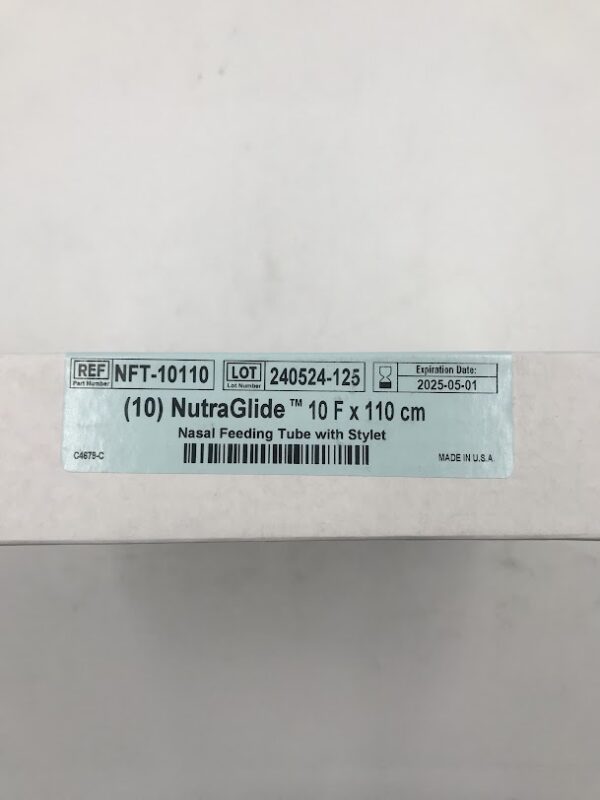 REF NFT-10110 LOT 240524-125 Expiration Date:
Part Number Lot Number 2025-05-01
(10) NutraGlide™ 10 F x 110 cm
Nasal Feeding Tube with Stylet
C4679-C MADE IN U.S.A.